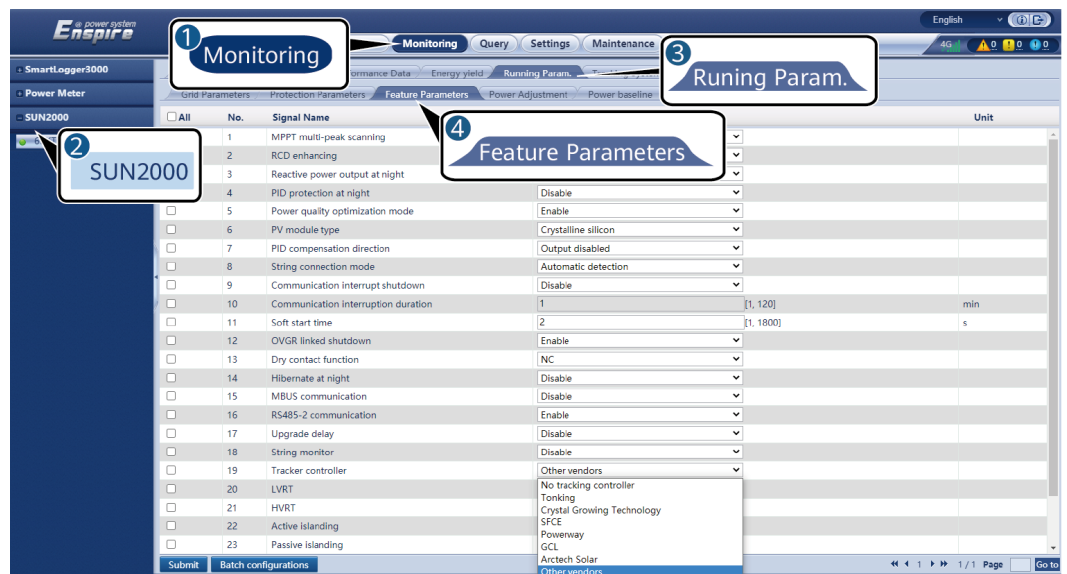 @ power system
Enspire
English
Monitoring Query Settings Maintenance
4G 0 0 0
1 Monitoring
3 Runing Param.
SmartLogger3000
Power Meter
SUN2000
2 SUN2000
Energy yield Running Param.
Grid Parameters Protection Parameters Feature Parameters Power Adjustment Power baseline
4 Feature Parameters
All No. Signal Name Unit
1 MPPT multi-peak scanning
2 RCD enhancing
3 Reactive power output at night
4 PID protection at night Disable
5 Power quality optimization mode Enable
6 PV module type Crystalline silicon
7 PID compensation direction Output disabled
8 String connection mode Automatic detection
9 Communication interrupt shutdown Disable
10 Communication interruption duration 1 [1, 120] min
11 Soft start time 2 [1, 1800] s
12 OVGR linked shutdown Enable
13 Dry contact function NC
14 Hibernate at night Disable
15 MBUS communication Disable
16 RS485-2 communication Enable
17 Upgrade delay Disable
18 String monitor Disable
19 Tracker controller Other vendors
20 LVRT
21 HVRT
22 Active islanding
23 Passive islanding
No tracking controller
Tonking
Crystal Growing Technology
SFCE
Powerway
GCL
Arctech Solar
Other vendors
Submit Batch configurations 1 1/1 Page Go to